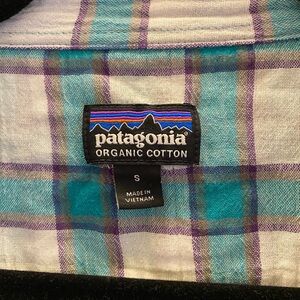 patagonia
ORGANIC COTTON
S
MADE IN
VIETNAM